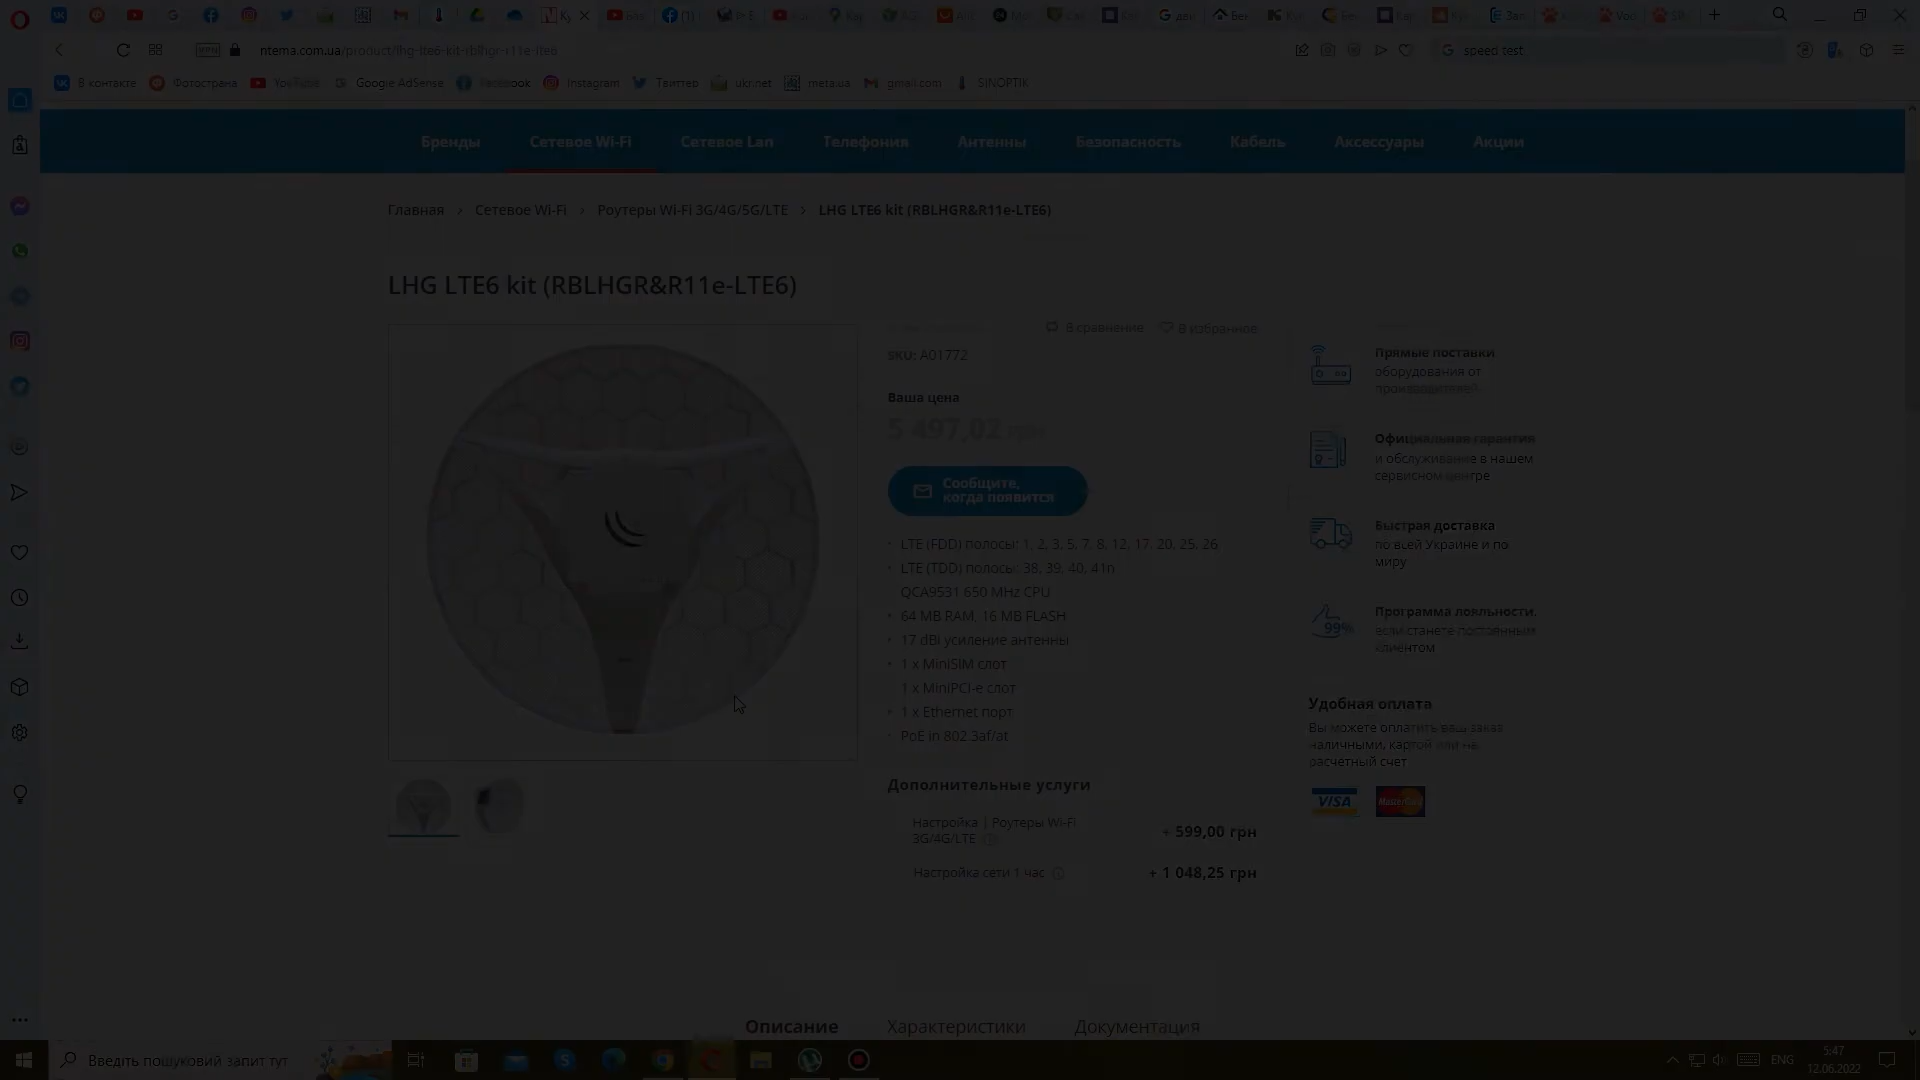 ntema.com.ua/product/lhg-lte6-kit-rblhgr-r11e-lte6
VPN
speed test
В контакте
Фотострана
YouTube
Google AdSense
Facebook
Instagram
Твиттер
ukr.net
meta.ua
gmail.com
SINOPTIK
Бренды
Сетевое Wi-Fi
Сетевое Lan
Телефония
Антенны
Безопасность
Кабель
Аксессуары
Акции
Главная > Сетевое Wi-Fi > Роутеры Wi-Fi 3G/4G/5G/LTE > LHG LTE6 kit (RBLHGR&R11e-LTE6)
LHG LTE6 kit (RBLHGR&R11e-LTE6)
В сравнение
В избранное
SKU: A01772
Ваша цена
5 497,02 грн
Сообщите,
когда появится
LTE (FDD) полосы: 1, 2, 3, 5, 7, 8, 12, 17, 20, 25, 26
LTE (TDD) полосы: 38, 39, 40, 41n
QCA9531 650 MHz CPU
64 MB RAM, 16 MB FLASH
17 dBi усиление антенны
1 x MiniSIM слот
1 x MiniPCI-e слот
1 x Ethernet порт
PoE in 802.3af/at
Дополнительные услуги
Настройка | Роутеры Wi-Fi
3G/4G/LTE
+ 599,00 грн
Настройка сети 1 час
+ 1 048,25 грн
Прямые поставки
оборудования от
производителей
Официальная гарантия
и обслуживание в нашем
сервисном центре
Быстрая доставка
по всей Украине и по
миру
99%
Программа лояльности,
если станете постоянным
клиентом
Удобная оплата
Вы можете оплатить ваш заказ
наличными, картой или на
расчетный счет
VISA
MasterCard
Описание
Характеристики
Документация
Введіть пошуковий запит тут
ENG
5:47
12.06.2022